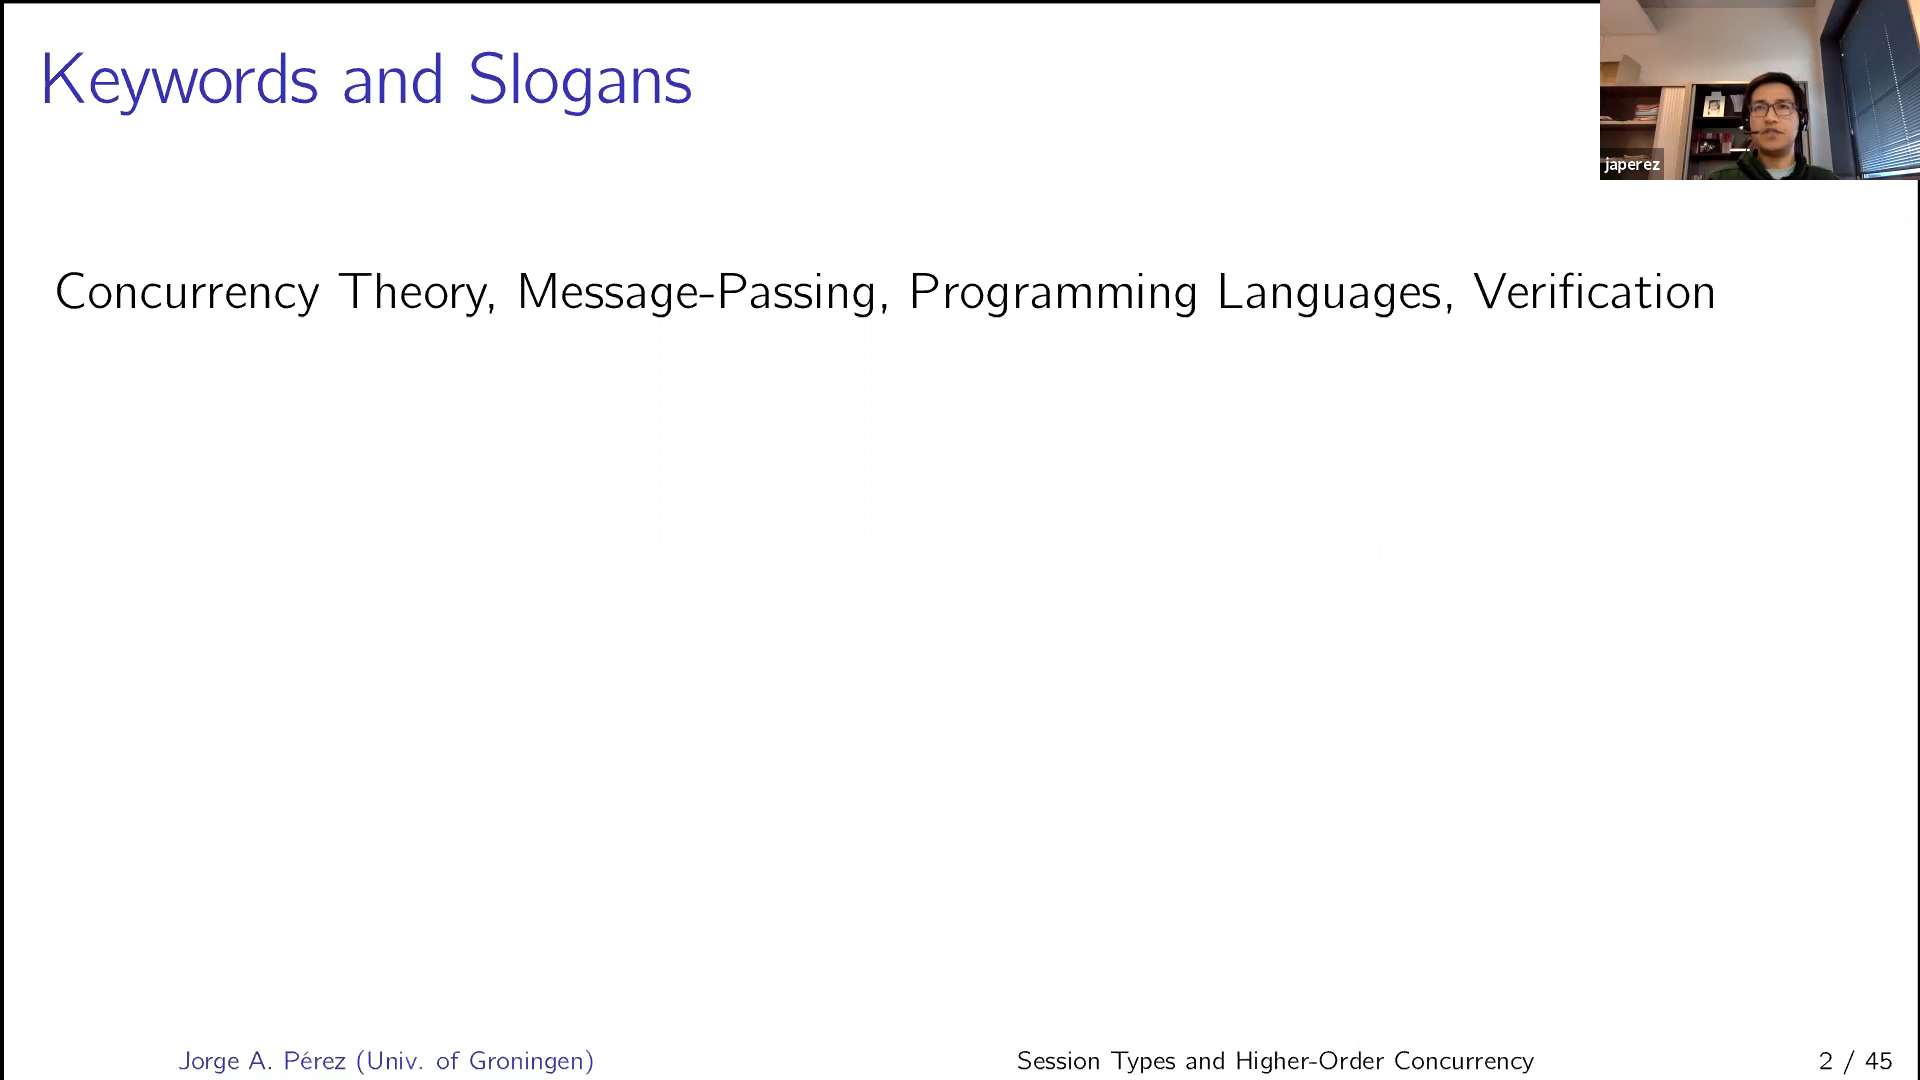 Keywords and Slogans
japerez
Concurrency Theory, Message-Passing, Programming Languages, Verification
Jorge A. Pérez (Univ. of Groningen)
Session Types and Higher-Order Concurrency
2 / 45